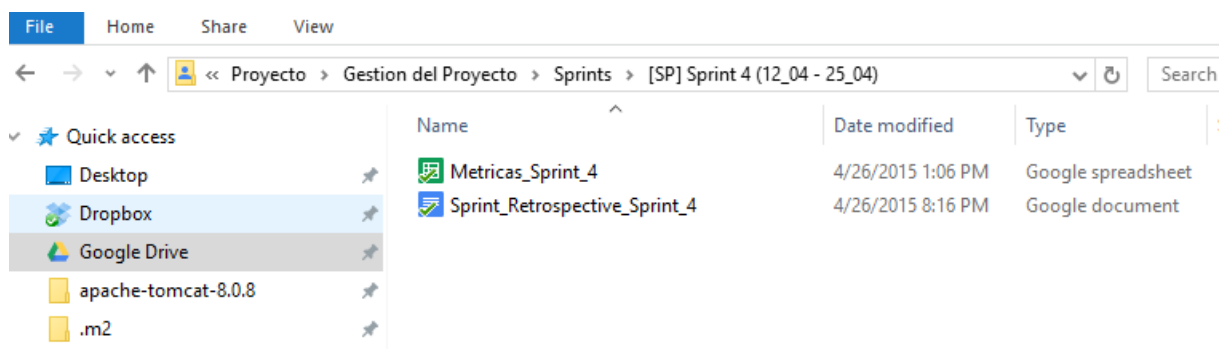 File Home Share View
« Proyecto > Gestion del Proyecto > Sprints > [SP] Sprint 4 (12_04 - 25_04) Search
Name Date modified Type
Quick access
Desktop
Dropbox
Google Drive
apache-tomcat-8.0.8
.m2
Metricas_Sprint_4 4/26/2015 1:06 PM Google spreadsheet
Sprint_Retrospective_Sprint_4 4/26/2015 8:16 PM Google document